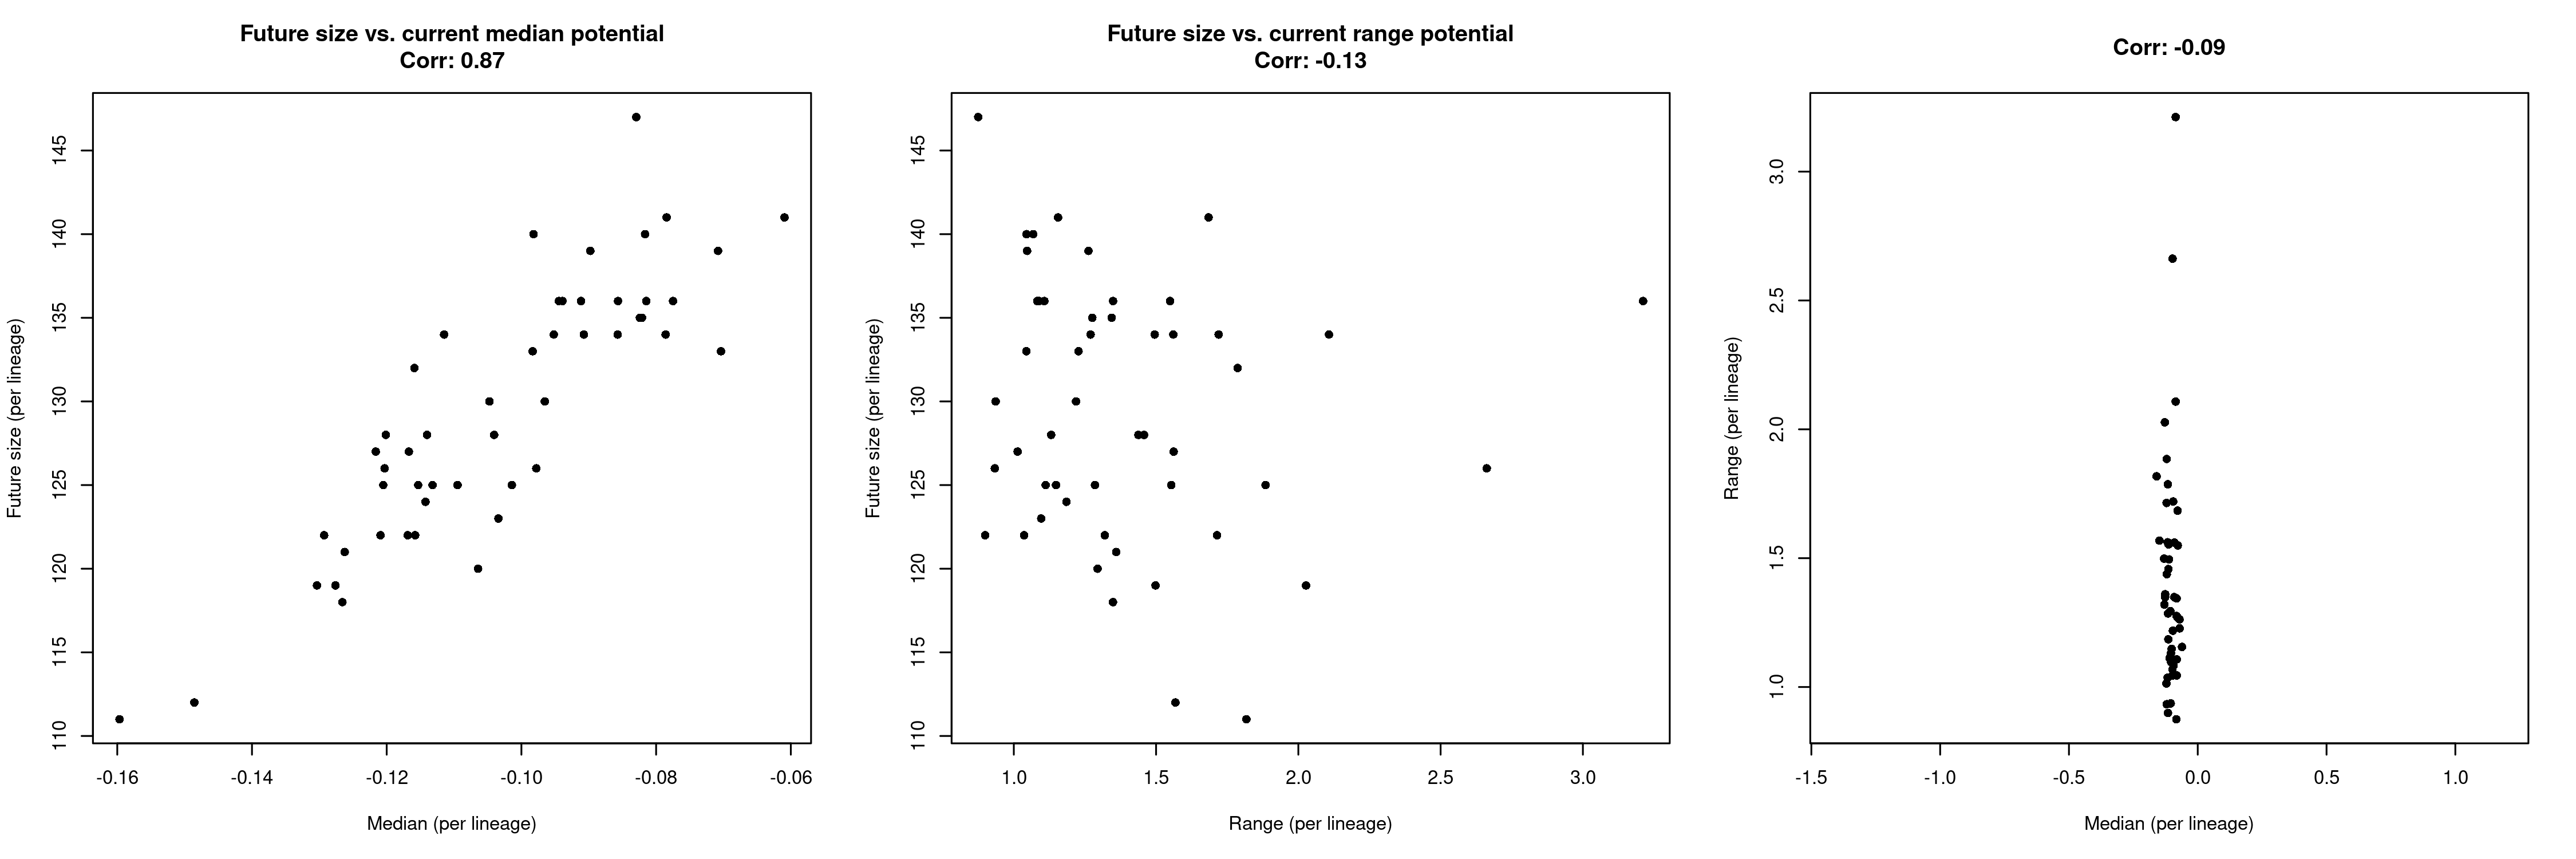 Future size vs. current median potential
Corr: 0.87
Future size (per lineage)
145
140
135
130
125
120
115
110
-0.16 -0.14 -0.12 -0.10 -0.08 -0.06
Median (per lineage)
Future size vs. current range potential
Corr: -0.13
Future size (per lineage)
145
140
135
130
125
120
115
110
1.0 1.5 2.0 2.5 3.0
Range (per lineage)
Corr: -0.09
Range (per lineage)
3.0
2.5
2.0
1.5
1.0
-1.5 -1.0 -0.5 0.0 0.5 1.0
Median (per lineage)